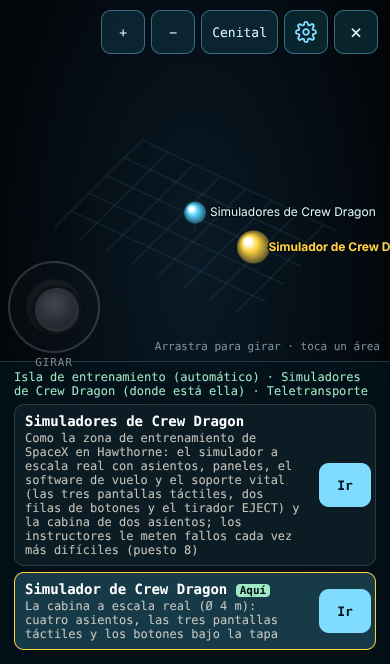 +
−
Cenital
×
Simuladores de Crew Dragon
Simulador de Crew D
Arrastra para girar · toca un área
GIRAR
Isla de entrenamiento (automático) · Simuladores
de Crew Dragon (donde está ella) · Teletransporte
Simuladores de Crew Dragon
Como la zona de entrenamiento de
SpaceX en Hawthorne: el simulador a
escala real con asientos, paneles, el
software de vuelo y el soporte vital
(las tres pantallas táctiles, dos
filas de botones y el tirador EJECT) y
la cabina de dos asientos; los
instructores le meten fallos cada vez
más difíciles (puesto 8)
Ir
Simulador de Crew Dragon Aquí
La cabina a escala real (Ø 4 m):
cuatro asientos, las tres pantallas
táctiles y los botones bajo la tapa
Ir